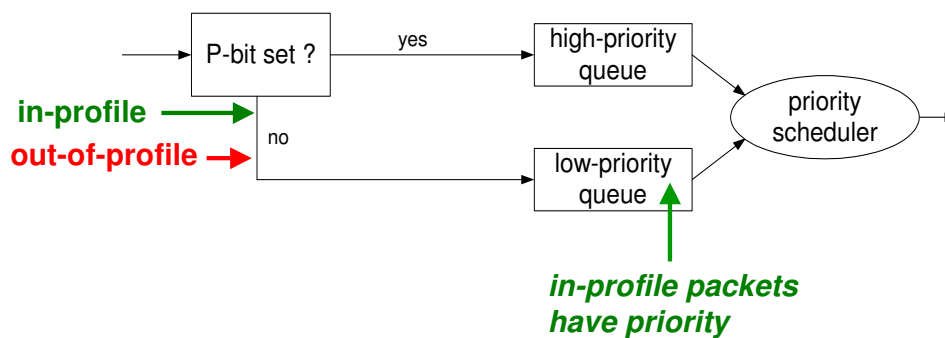 P-bit set ?
yes
high-priority
queue
priority
scheduler
in-profile
no
out-of-profile
low-priority
queue
in-profile packets
have priority